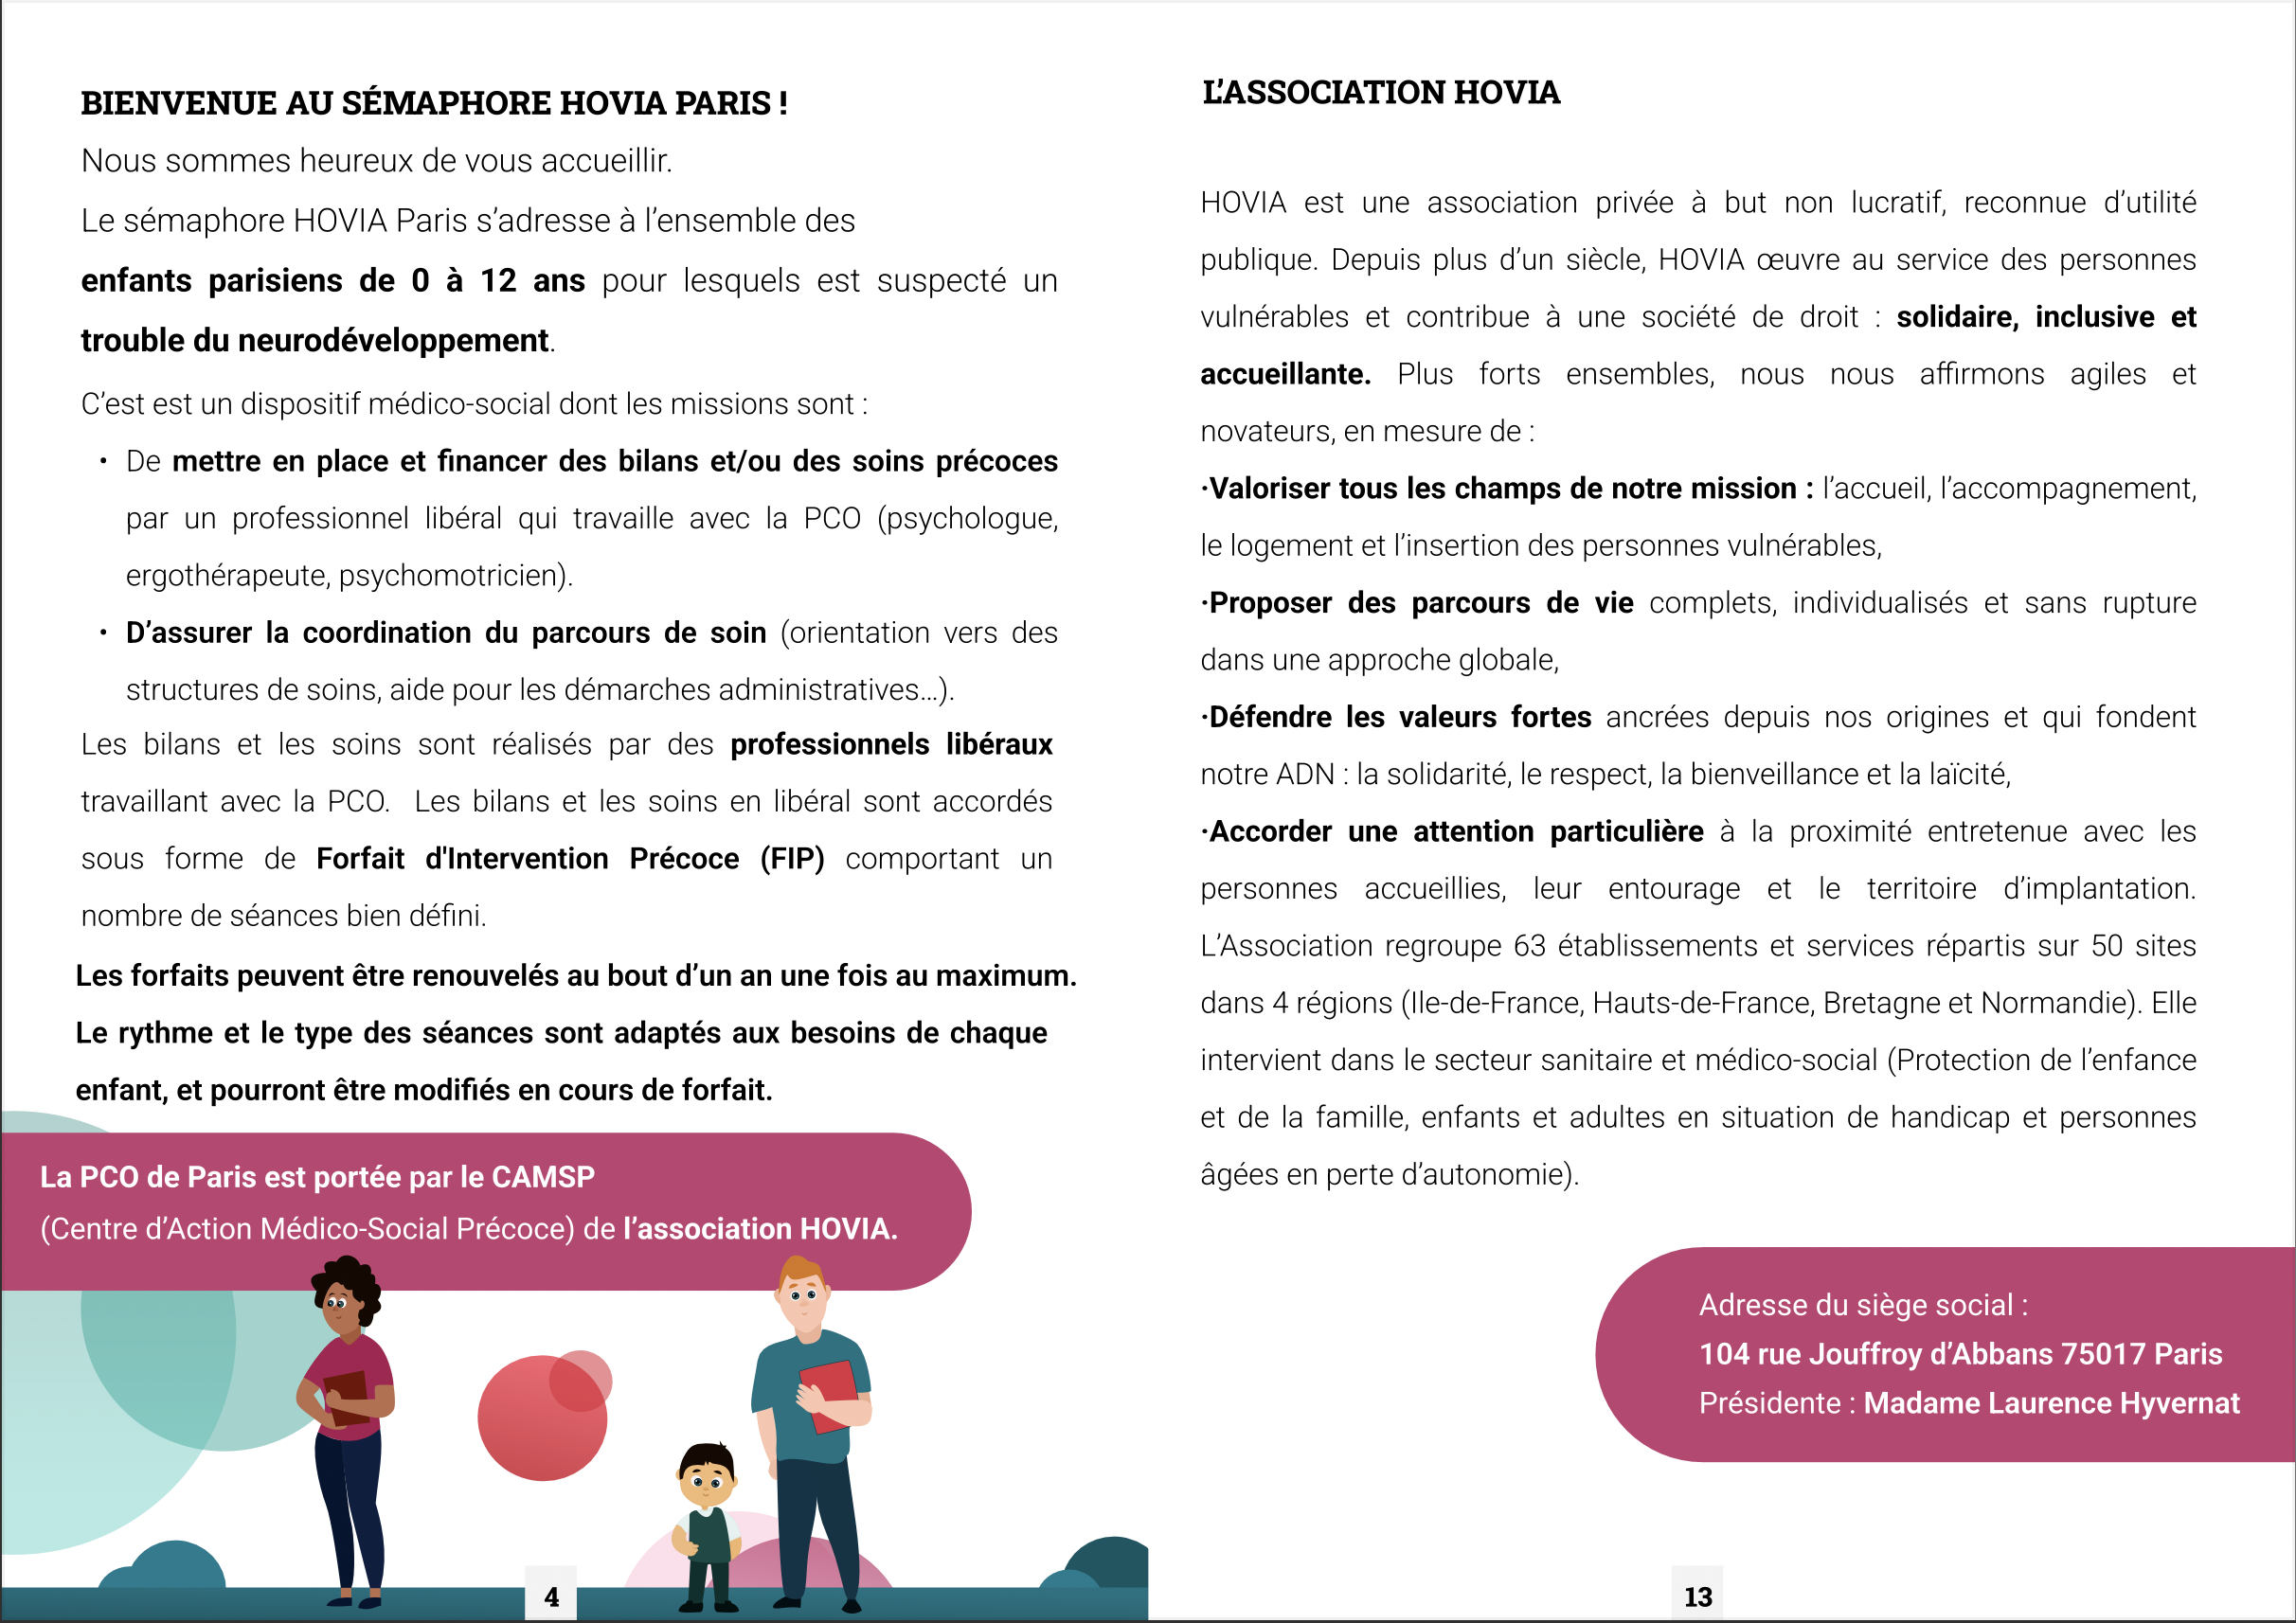 BIENVENUE AU SÉMAPHORE HOVIA PARIS !
Nous sommes heureux de vous accueillir.
Le sémaphore HOVIA Paris s’adresse à l’ensemble des
enfants parisiens de 0 à 12 ans pour lesquels est suspecté un
trouble du neurodéveloppement.
C’est est un dispositif médico-social dont les missions sont :
• De mettre en place et financer des bilans et/ou des soins précoces
par un professionnel libéral qui travaille avec la PCO (psychologue,
ergothérapeute, psychomotricien).
• D’assurer la coordination du parcours de soin (orientation vers des
structures de soins, aide pour les démarches administratives...).
Les bilans et les soins sont réalisés par des professionnels libéraux
travaillant avec la PCO. Les bilans et les soins en libéral sont accordés
sous forme de Forfait d'Intervention Précoce (FIP) comportant un
nombre de séances bien défini.
Les forfaits peuvent être renouvelés au bout d’un an une fois au maximum.
Le rythme et le type des séances sont adaptés aux besoins de chaque
enfant, et pourront être modifiés en cours de forfait.
La PCO de Paris est portée par le CAMSP
(Centre d’Action Médico-Social Précoce) de l’association HOVIA.
4
L’ASSOCIATION HOVIA
HOVIA est une association privée à but non lucratif, reconnue d’utilité
publique. Depuis plus d’un siècle, HOVIA œuvre au service des personnes
vulnérables et contribue à une société de droit : solidaire, inclusive et
accueillante. Plus forts ensembles, nous nous affirmons agiles et
novateurs, en mesure de :
·Valoriser tous les champs de notre mission : l’accueil, l’accompagnement,
le logement et l’insertion des personnes vulnérables,
·Proposer des parcours de vie complets, individualisés et sans rupture
dans une approche globale,
·Défendre les valeurs fortes ancrées depuis nos origines et qui fondent
notre ADN : la solidarité, le respect, la bienveillance et la laïcité,
·Accorder une attention particulière à la proximité entretenue avec les
personnes accueillies, leur entourage et le territoire d’implantation.
L’Association regroupe 63 établissements et services répartis sur 50 sites
dans 4 régions (Ile-de-France, Hauts-de-France, Bretagne et Normandie). Elle
intervient dans le secteur sanitaire et médico-social (Protection de l’enfance
et de la famille, enfants et adultes en situation de handicap et personnes
âgées en perte d’autonomie).
Adresse du siège social :
104 rue Jouffroy d’Abbans 75017 Paris
Présidente : Madame Laurence Hyvernat
13